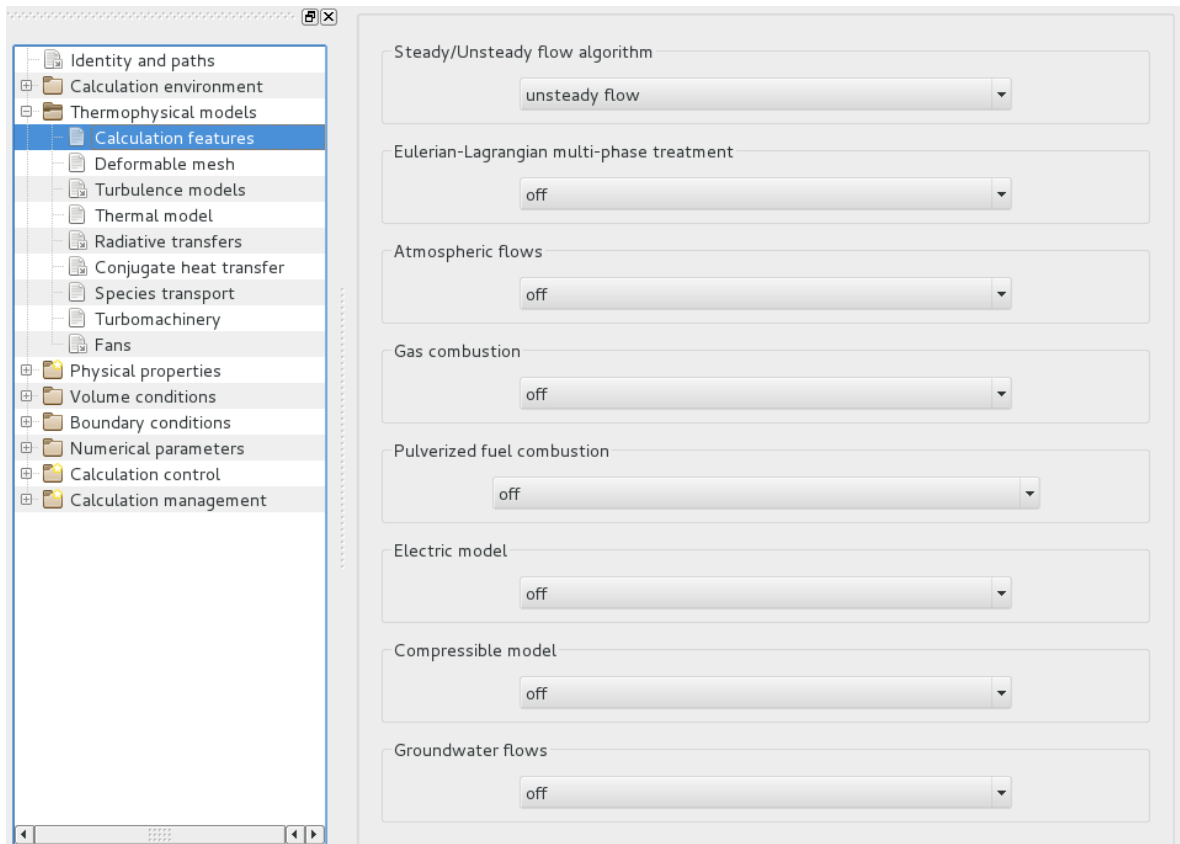 Identity and paths
Calculation environment
Thermophysical models
Calculation features
Deformable mesh
Turbulence models
Thermal model
Radiative transfers
Conjugate heat transfer
Species transport
Turbomachinery
Fans
Physical properties
Volume conditions
Boundary conditions
Numerical parameters
Calculation control
Calculation management
Steady/Unsteady flow algorithm
unsteady flow
Eulerian-Lagrangian multi-phase treatment
off
Atmospheric flows
off
Gas combustion
off
Pulverized fuel combustion
off
Electric model
off
Compressible model
off
Groundwater flows
off